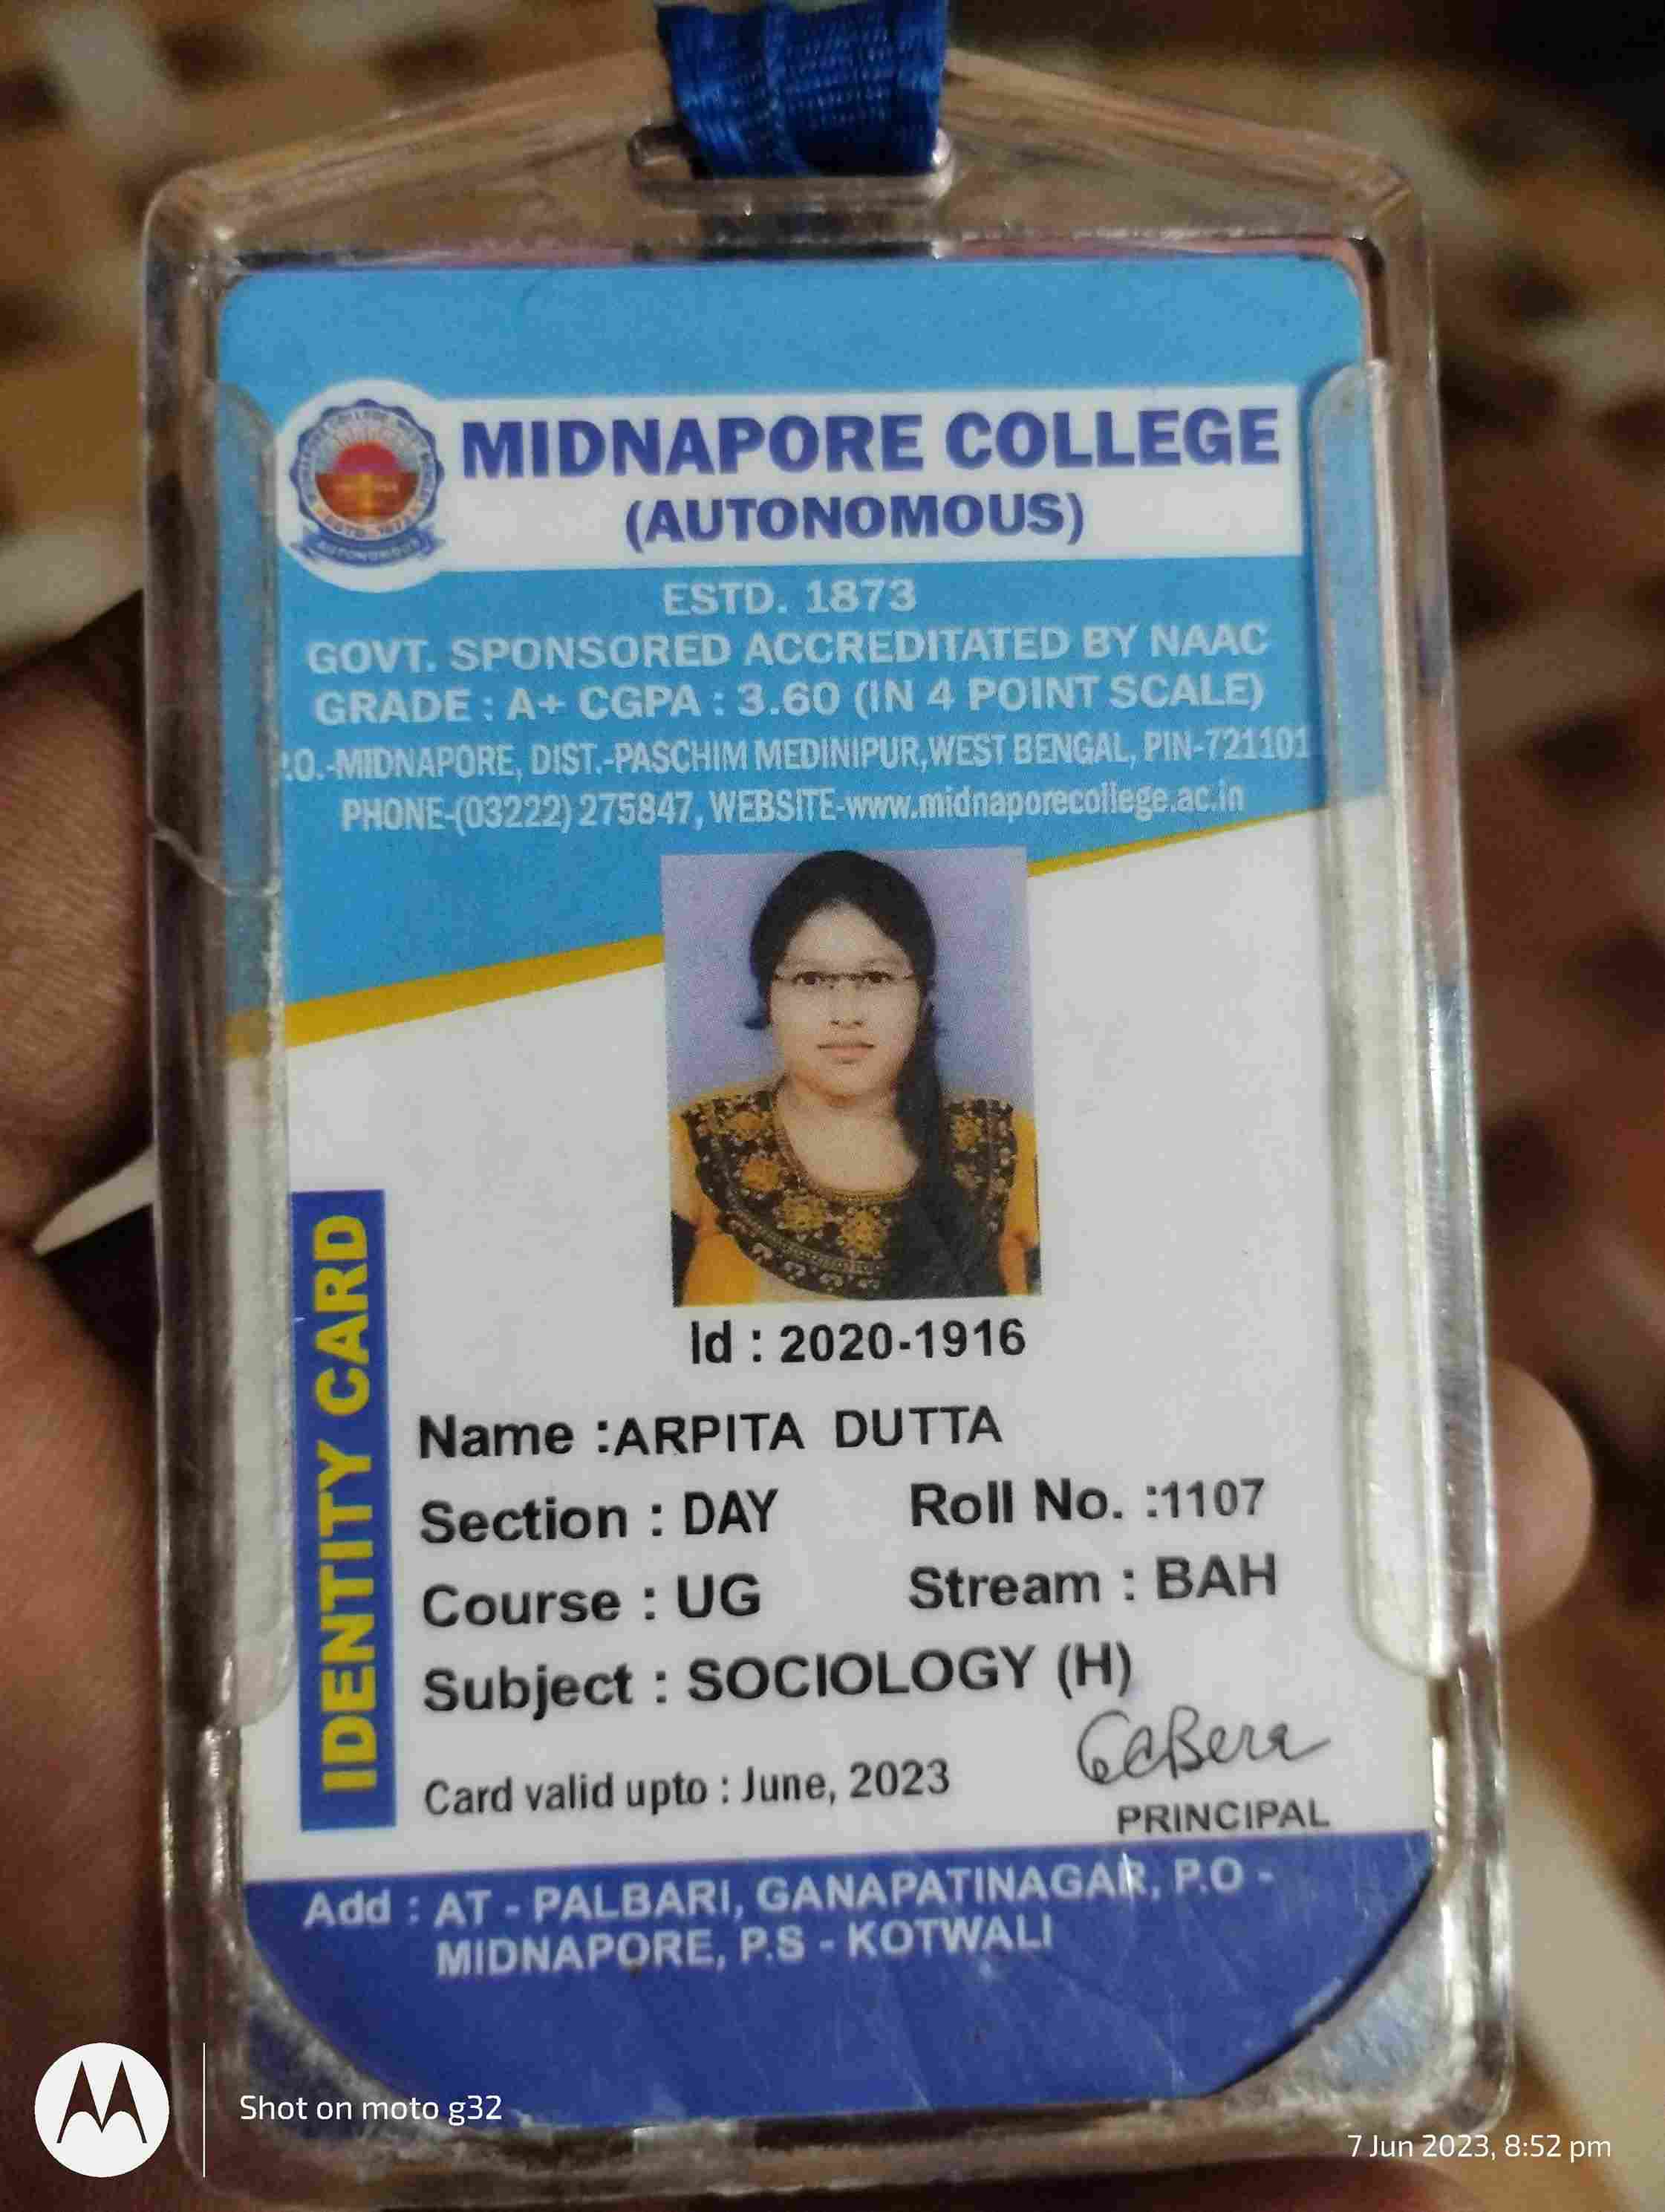 MIDNAPORE COLLEGE
(AUTONOMOUS)
AUTONOMOUS
ESTD. 1873
GOVT. SPONSORED ACCREDITATED BY NAAC
GRADE : A+ CGPA : 3.60 (IN 4 POINT SCALE)
.O.-MIDNAPORE, DIST.-PASCHIM MEDINIPUR, WEST BENGAL, PIN-721101
PHONE-(03222) 275847, WEBSITE-www.midnaporecollege.ac.in
IDENTITY CARD
Id : 2020-1916
Name :ARPITA DUTTA
Section : DAY Roll No. :1107
Course : UG Stream : BAH
Subject : SOCIOLOGY (H)
Card valid upto : June, 2023
PRINCIPAL
Add : AT - PALBARI, GANAPATINAGAR, P.O -
MIDNAPORE, P.S - KOTWALI
Shot on moto g32
7 Jun 2023, 8:52 pm